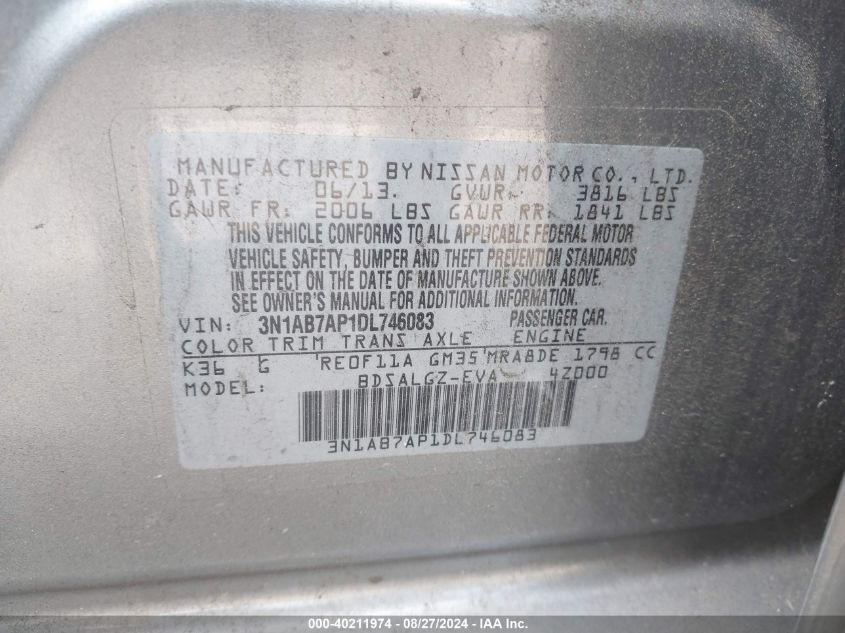 MANUFACTURED BY NISSAN MOTOR CO., LTD.
DATE: 06/13. GVWR 3816 LBS
GAWR FR: 2006 LBS GAWR RR: 1841 LBS
THIS VEHICLE CONFORMS TO ALL APPLICABLE FEDERAL MOTOR
VEHICLE SAFETY, BUMPER AND THEFT PREVENTION STANDARDS
IN EFFECT ON THE DATE OF MANUFACTURE SHOWN ABOVE.
SEE OWNER'S MANUAL FOR ADDITIONAL INFORMATION.
VIN: 3N1AB7AP1DL746083 PASSENGER CAR.
COLOR TRIM TRANS AXLE ENGINE
K36 G RE0F11A GM35 MRA8DE 1798 CC
MODEL: BDSALGZ-EVA 4Z000
3N1AB7AP1DL746083
000-40211974 - 08/27/2024 - IAA Inc.